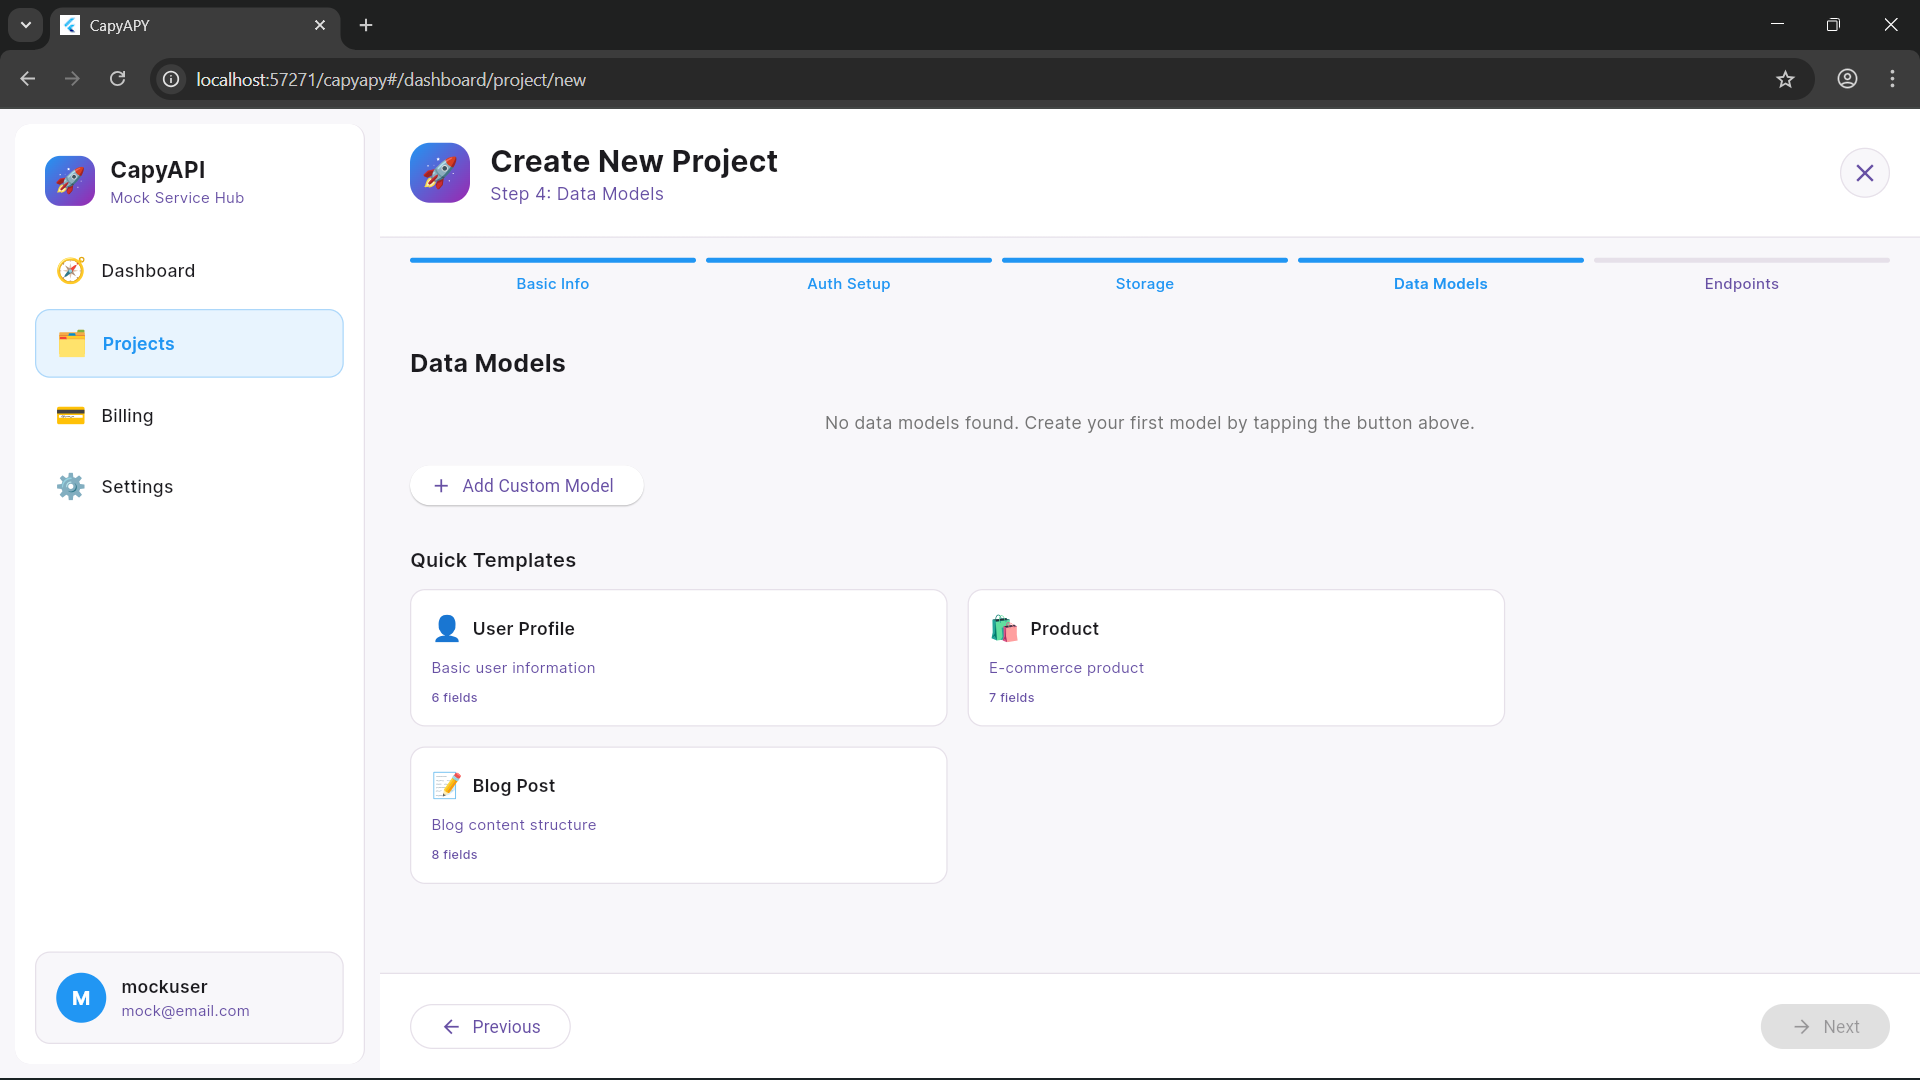 CapyAPY
localhost:57271/capyapy#/dashboard/project/new
CapyAPI
Mock Service Hub
Dashboard
Projects
Billing
Settings
mockuser
mock@email.com
M
Create New Project
Step 4: Data Models
Basic Info
Auth Setup
Storage
Data Models
Endpoints
Data Models
No data models found. Create your first model by tapping the button above.
Add Custom Model
Quick Templates
User Profile
Basic user information
6 fields
Product
E-commerce product
7 fields
Blog Post
Blog content structure
8 fields
Previous
Next